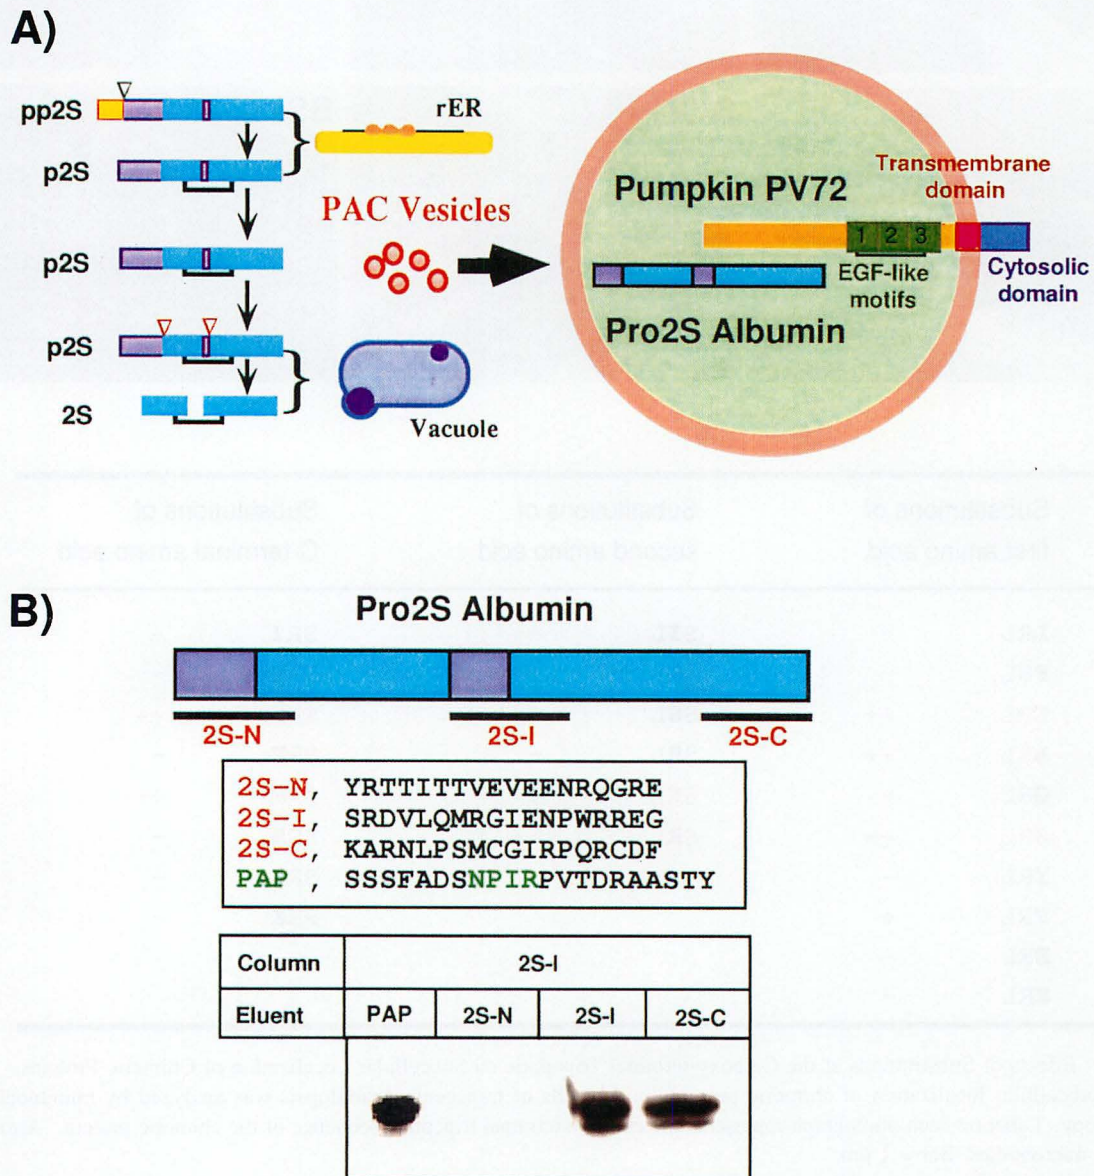 A)
pp2S
rER
p2S
PAC Vesicles
p2S
p2S
2S
Vacuole
Pumpkin PV72
Transmembrane
domain
1 2 3
EGF-like
motifs
Cytosolic
domain
Pro2S Albumin
B)
Pro2S Albumin
2S-N 2S-I 2S-C
2S-N, YRTTITTVEVEENRQGRE
2S-I, SRDVLQMRGIENPWRREG
2S-C, KARNLPSMCGIRPQRCDF
PAP , SSSFADSNPIRPVTDRAASTY
Column 2S-I
Eluent PAP 2S-N 2S-I 2S-C